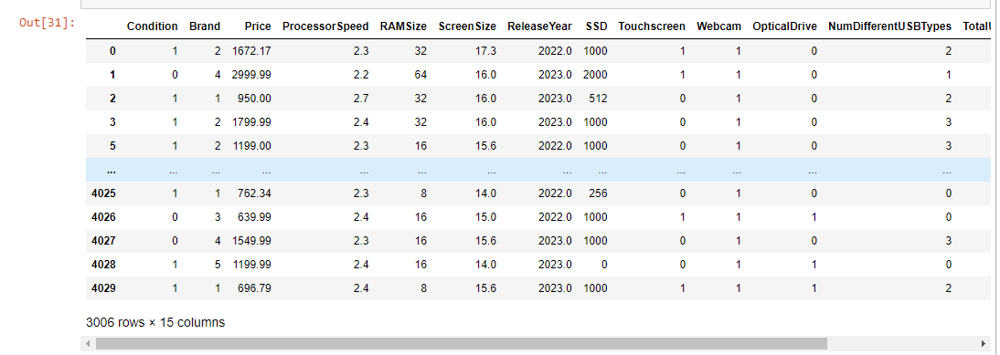 Out[31]:
Condition Brand Price ProcessorSpeed RAMSize ScreenSize ReleaseYear SSD Touchscreen Webcam OpticalDrive NumDifferentUSBTypes TotalU
0 1 2 1672.17 2.3 32 17.3 2022.0 1000 1 1 0 2
1 0 4 2999.99 2.2 64 16.0 2023.0 2000 1 1 0 1
2 1 1 950.00 2.7 32 16.0 2023.0 512 0 1 0 2
3 1 2 1799.99 2.4 32 16.0 2023.0 1000 0 1 0 3
5 1 2 1199.00 2.3 16 15.6 2022.0 1000 0 1 0 3
... ... ... ... ... ... ... ... ... ... ... ... ...
4025 1 1 762.34 2.3 8 14.0 2022.0 256 0 1 0 0
4026 0 3 639.99 2.4 16 15.0 2022.0 1000 1 1 1 0
4027 0 4 1549.99 2.3 16 15.6 2023.0 1000 0 1 0 3
4028 1 5 1199.99 2.4 16 14.0 2023.0 0 0 1 1 0
4029 1 1 696.79 2.4 8 15.6 2023.0 1000 1 1 1 2
3006 rows × 15 columns